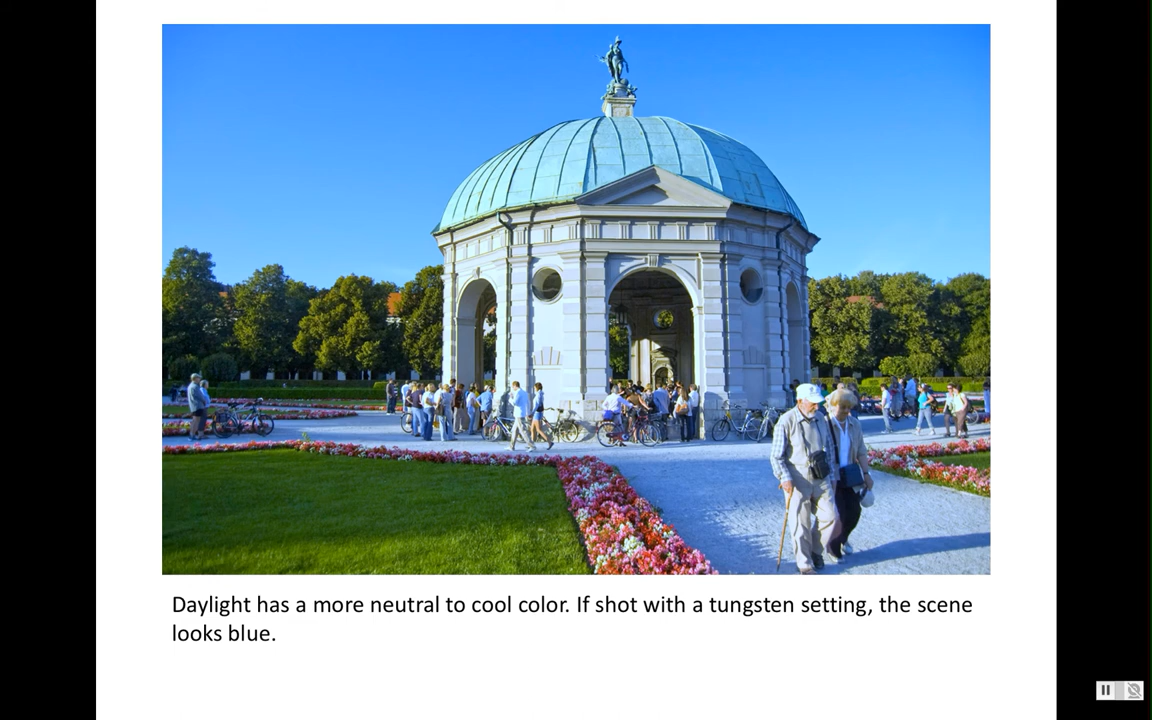 Daylight has a more neutral to cool color. If shot with a tungsten setting, the scene
looks blue.